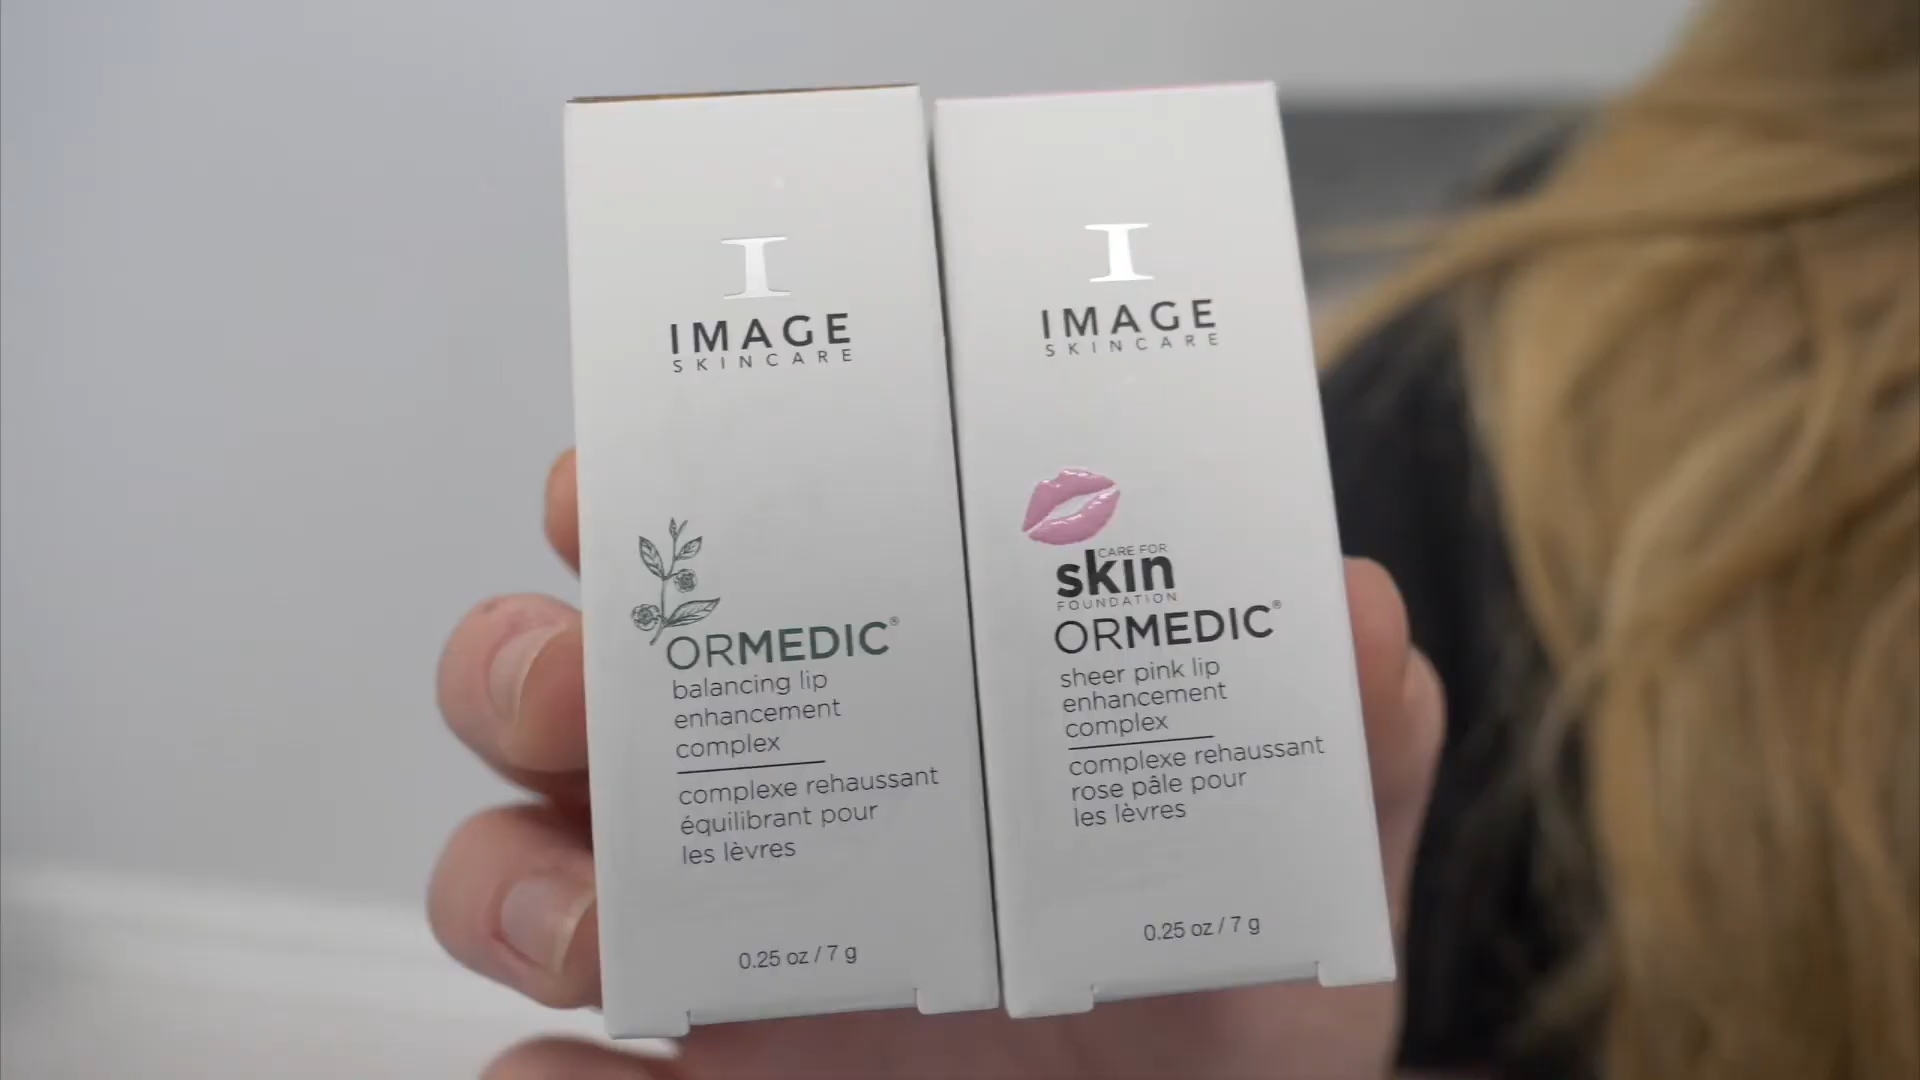 I
IMAGE
SKINCARE
ORMEDIC®
balancing lip
enhancement
complex
complexe rehaussant
équilibrant pour
les lèvres
0.25 oz / 7 g
I
IMAGE
SKINCARE
CARE FOR
skin
FOUNDATION
ORMEDIC®
sheer pink lip
enhancement
complex
complexe rehaussant
rose pâle pour
les lèvres
0.25 oz / 7 g